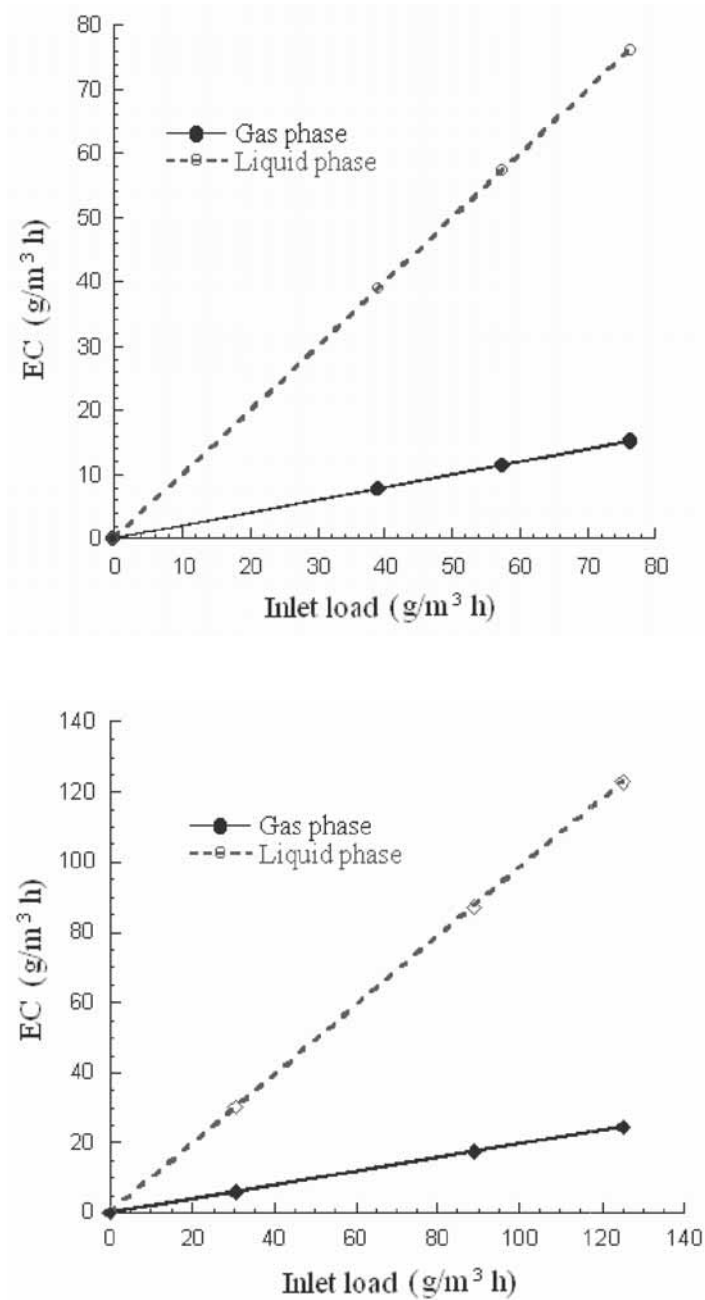 80
70
60
50
40
30
20
10
0
EC (g/m³ h)
Gas phase
Liquid phase
0 10 20 30 40 50 60 70 80
Inlet load (g/m³ h)
140
120
100
80
60
40
20
0
EC (g/m³ h)
Gas phase
Liquid phase
0 20 40 60 80 100 120 140
Inlet load (g/m³ h)